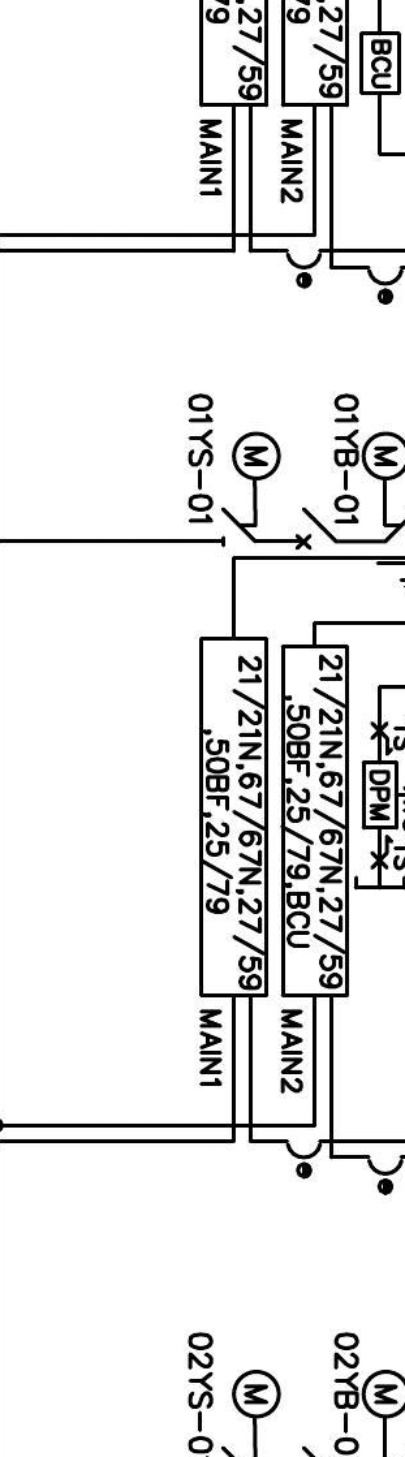 ,27/59
79
,27/59
79
BCU
MAIN1
MAIN2
01YS-01
M
01YB-01
M
21/21N,67/67N,27/59
,50BF,25/79,BCU
21/21N,67/67N,27/59
,50BF,25/79
DPM
MAIN1
MAIN2
02YS-0
M
02YB-0
M